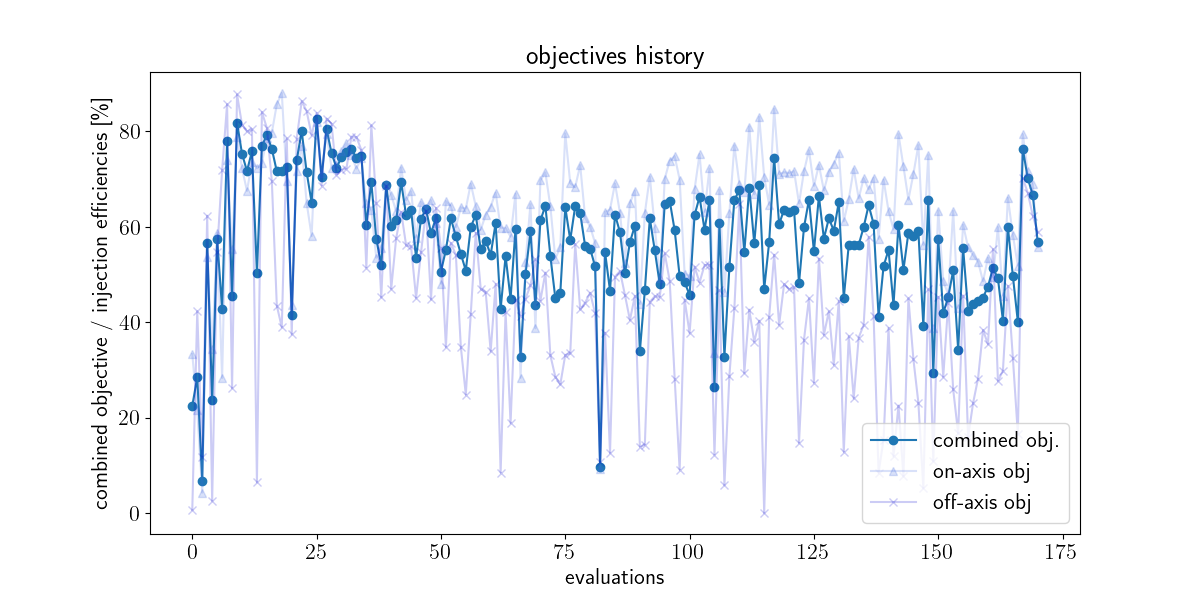 objectives history
combined objective / injection efficiencies [%]
80
60
40
20
0
0 25 50 75 100 125 150 175
evaluations
combined obj.
on-axis obj
off-axis obj